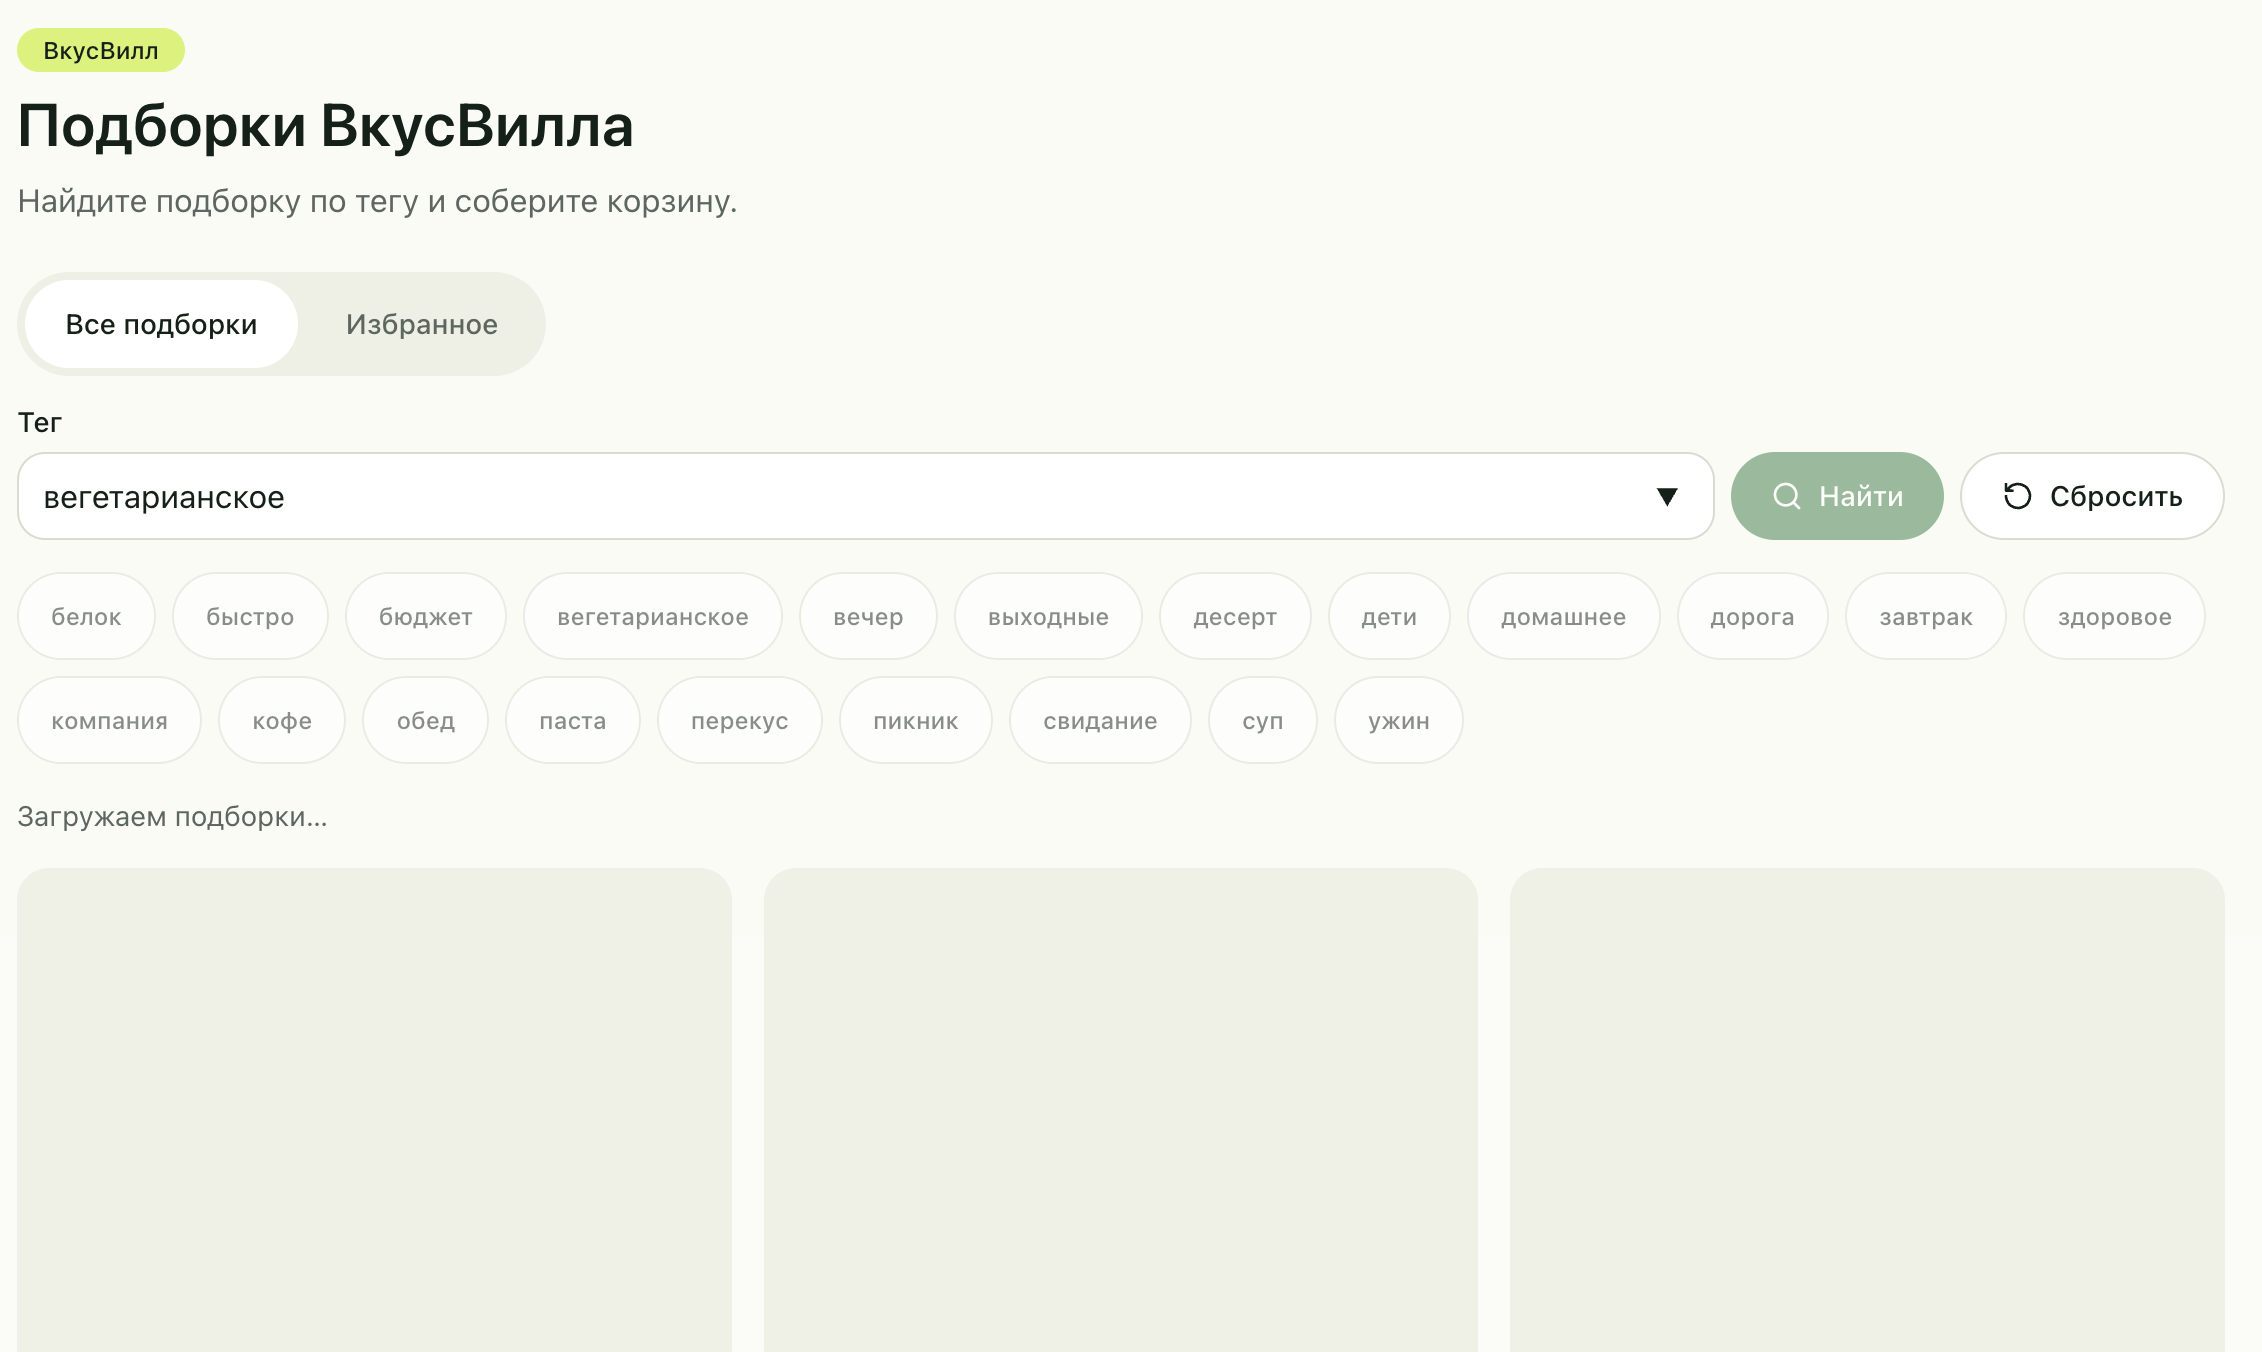 ВкусВилл
Подборки ВкусВилла
Найдите подборку по тегу и соберите корзину.
Все подборки Избранное
Тег
вегетарианское Найти Сбросить
белок быстро бюджет вегетарианское вечер выходные десерт дети домашнее дорога завтрак здоровое
компания кофе обед паста перекус пикник свидание суп ужин
Загружаем подборки...